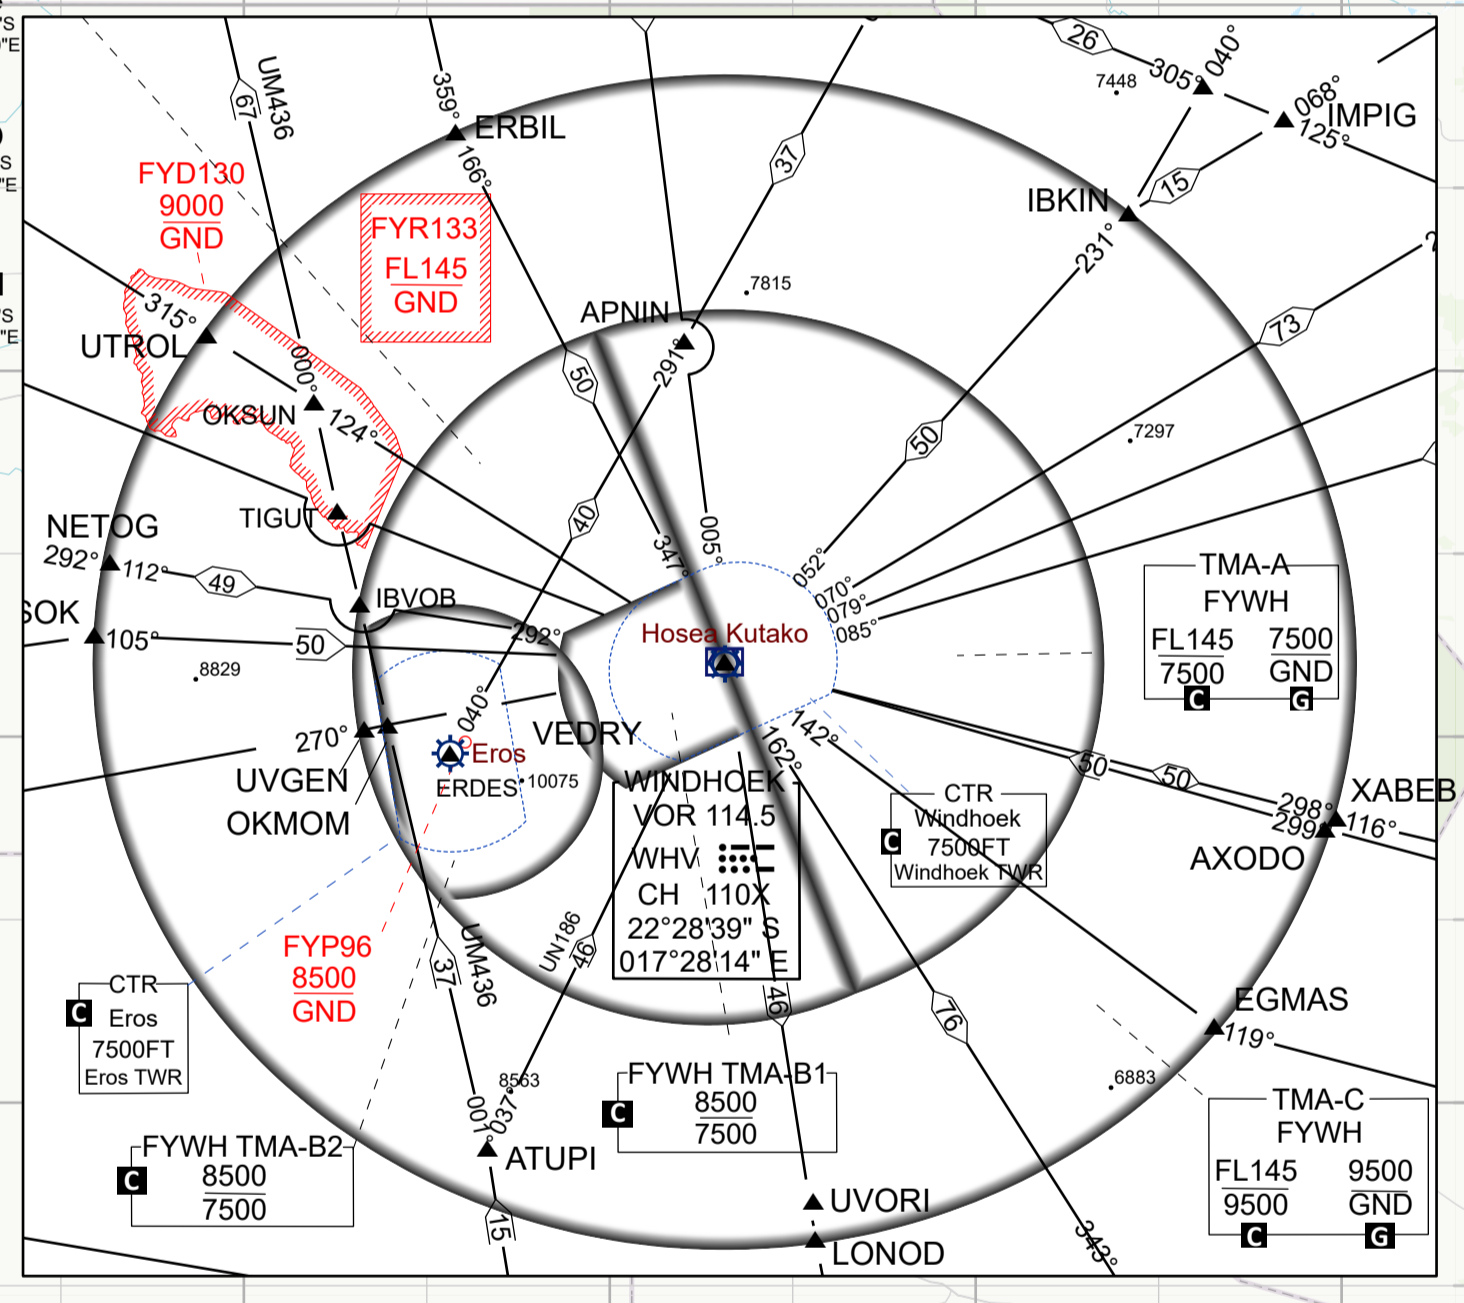 "S
"E
S
"E
"S
"E
26
305°
040°
7448
068°
IMPIG
125°
15
IBKIN
231°
UM436
67
359°
ERBIL
166°
37
FYD130
9000
GND
FYR133
FL145
GND
7815
APNIN
291°
315°
UTROL
000°
OKSUN
124°
50
73
50
7297
TIGUT
40
005°
347°
NETOG
292°
112°
49
IBVOB
292°
052°
070°
079°
085°
SOK
105°
50
8829
Hosea Kutako
TMA-A
FYWH
FL145 7500
7500 GND
C G
040°
270°
VEDRY
Eros
UVGEN
ERDES
10075
OKMOM
162°
142°
50
50
298°
299°
XABEB
116°
AXODO
WINDHOEK
VOR 114.5
WHV
CH 110X
22°28'39" S
017°28'14" E
CTR
Windhoek
C
7500FT
Windhoek TWR
FYP96
8500
GND
UM436
37
UN186
46
46
76
EGMAS
119°
CTR
C
Eros
7500FT
Eros TWR
8563
001°
037°
ATUPI
FYWH TMA-B1
8500
C
7500
6883
FYWH TMA-B2
8500
C
7500
15
UVORI
LONOD
343°
TMA-C
FYWH
FL145 9500
9500 GND
C G